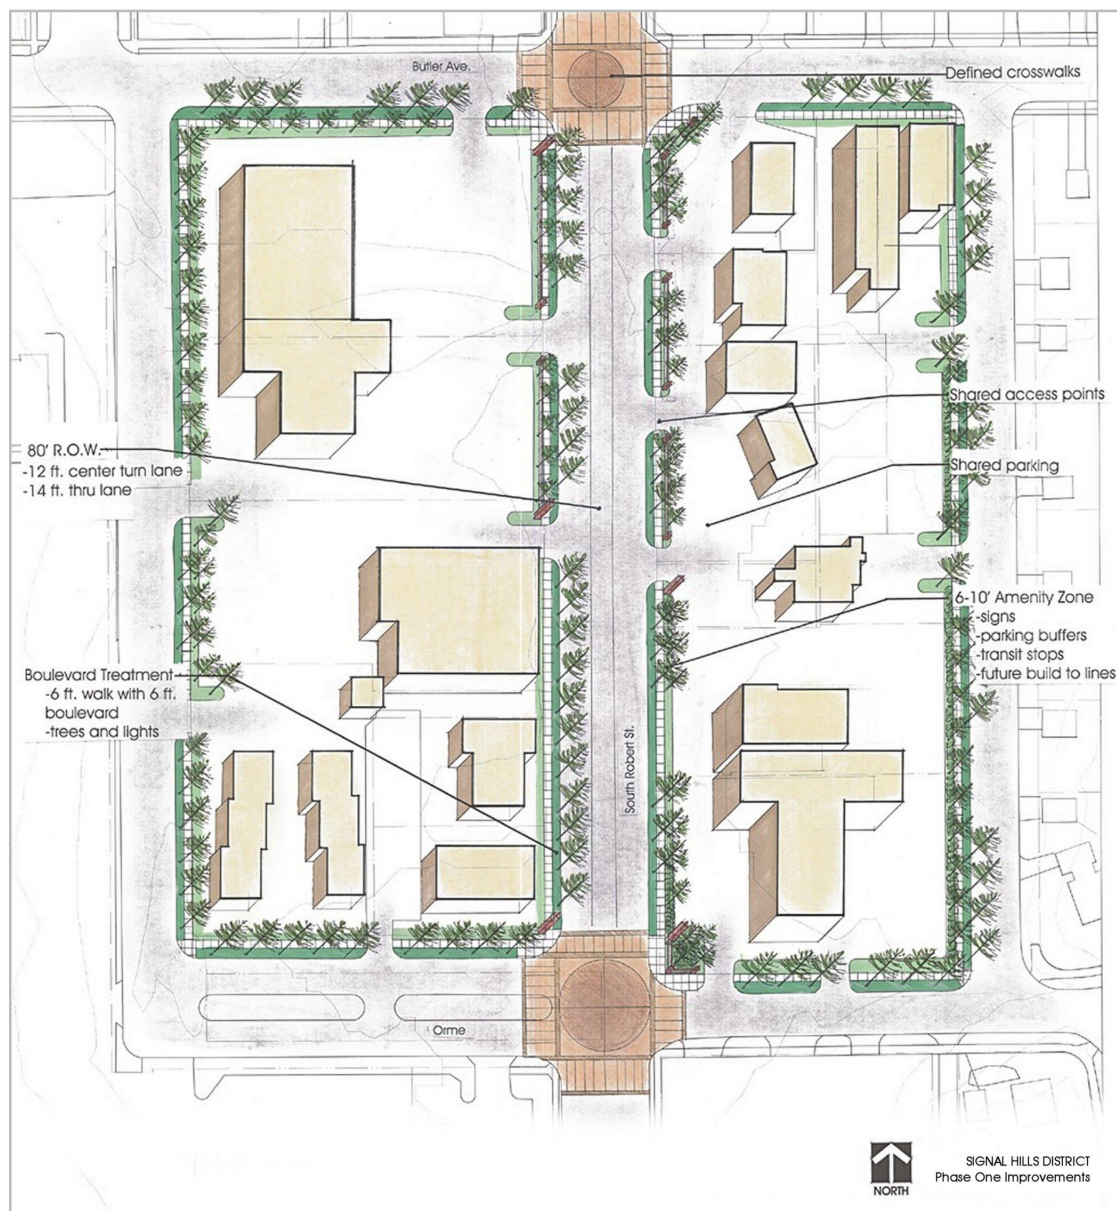 Butler Ave.
Defined crosswalks
Shared access points
80' R.O.W.
-12 ft. center turn lane
-14 ft. thru lane
Shared parking
6-10' Amenity Zone
-signs
-parking buffers
-transit stops
-future build to lines
Boulevard Treatment
-6 ft. walk with 6 ft.
boulevard
-trees and lights
South Robert St.
Orme
NORTH
SIGNAL HILLS DISTRICT
Phase One Improvements